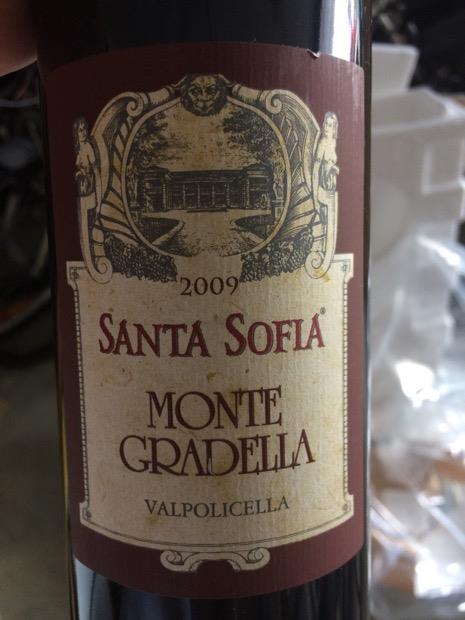 2009
SANTA SOFIA®
MONTE
GRADELLA
VALPOLICELLA